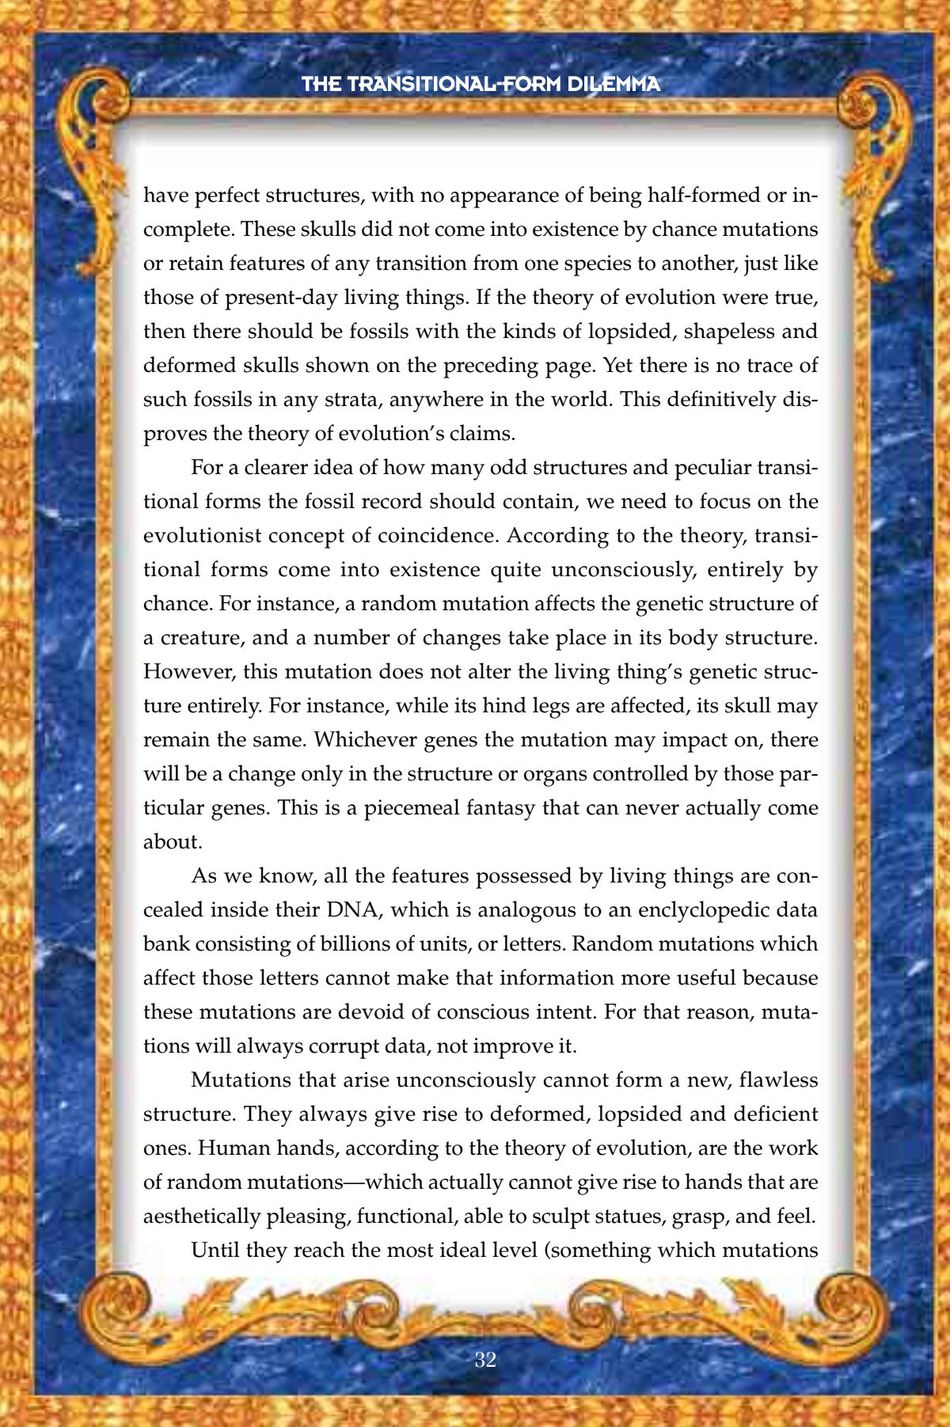 THE TRANSITIONAL-FORM DILEMMA
have perfect structures, with no appearance of being half-formed or in-
complete. These skulls did not come into existence by chance mutations
or retain features of any transition from one species to another, just like
those of present-day living things. If the theory of evolution were true,
then there should be fossils with the kinds of lopsided, shapeless and
deformed skulls shown on the preceding page. Yet there is no trace of
such fossils in any strata, anywhere in the world. This definitively dis-
proves the theory of evolution’s claims.
For a clearer idea of how many odd structures and peculiar transi-
tional forms the fossil record should contain, we need to focus on the
evolutionist concept of coincidence. According to the theory, transi-
tional forms come into existence quite unconsciously, entirely by
chance. For instance, a random mutation affects the genetic structure of
a creature, and a number of changes take place in its body structure.
However, this mutation does not alter the living thing’s genetic struc-
ture entirely. For instance, while its hind legs are affected, its skull may
remain the same. Whichever genes the mutation may impact on, there
will be a change only in the structure or organs controlled by those par-
ticular genes. This is a piecemeal fantasy that can never actually come
about.
As we know, all the features possessed by living things are con-
cealed inside their DNA, which is analogous to an enclyclopedic data
bank consisting of billions of units, or letters. Random mutations which
affect those letters cannot make that information more useful because
these mutations are devoid of conscious intent. For that reason, muta-
tions will always corrupt data, not improve it.
Mutations that arise unconsciously cannot form a new, flawless
structure. They always give rise to deformed, lopsided and deficient
ones. Human hands, according to the theory of evolution, are the work
of random mutations—which actually cannot give rise to hands that are
aesthetically pleasing, functional, able to sculpt statues, grasp, and feel.
Until they reach the most ideal level (something which mutations
32